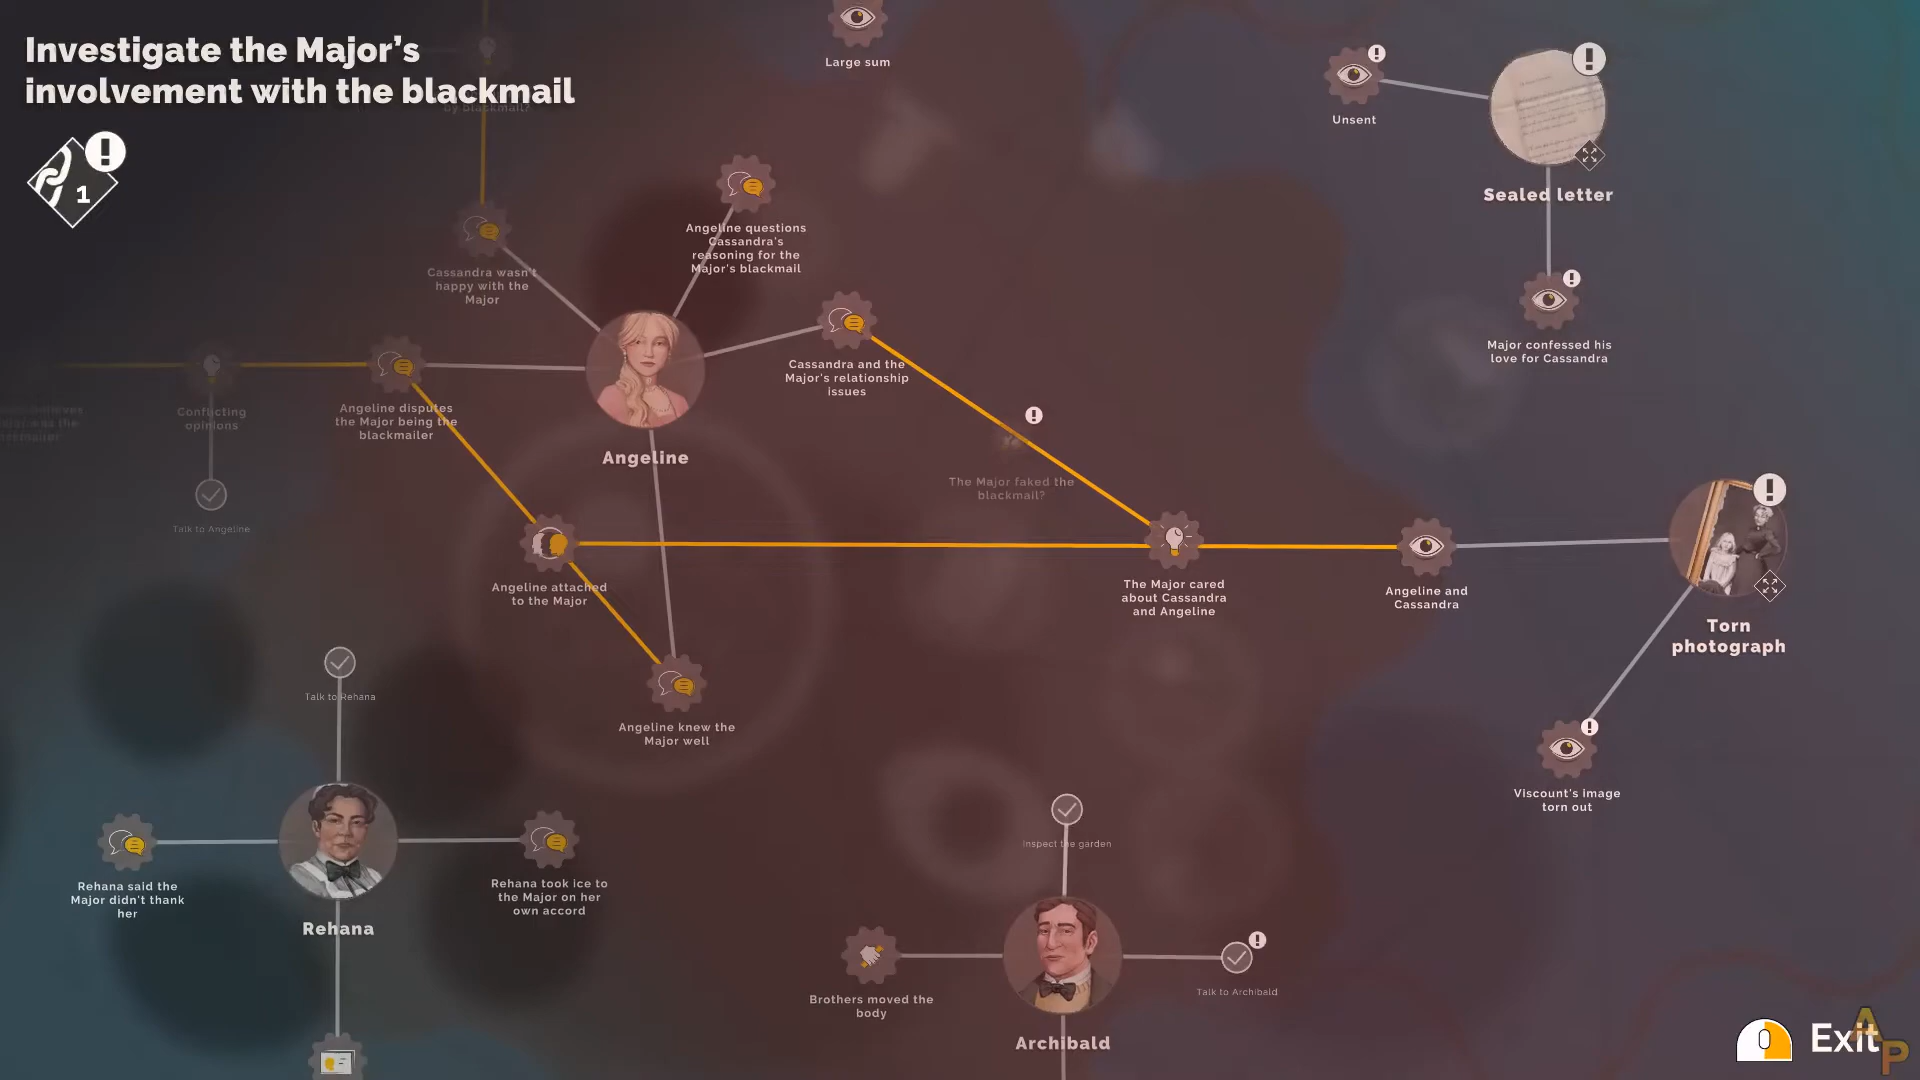 Investigate the Major's
involvement with the blackmail
1
by blackmail?
Large sum
Unsent
Sealed letter
Angeline questions
Cassandra's
reasoning for the
Major's blackmail
Cassandra wasn't
happy with the
Major
Major confessed his
love for Cassandra
Cassandra and the
Major's relationship
issues
Conflicting
opinions
Angeline disputes
the Major being the
blackmailer
Angeline
The Major faked the
blackmail?
Talk to Angeline
Angeline attached
to the Major
The Major cared
about Cassandra
and Angeline
Angeline and
Cassandra
Torn
photograph
Talk to Rehana
Angeline knew the
Major well
Viscount's image
torn out
Inspect the garden
Rehana said the
Major didn't thank
her
Rehana
Rehana took ice to
the Major on her
own accord
Brothers moved the
body
Talk to Archibald
Archibald
Exit
AP